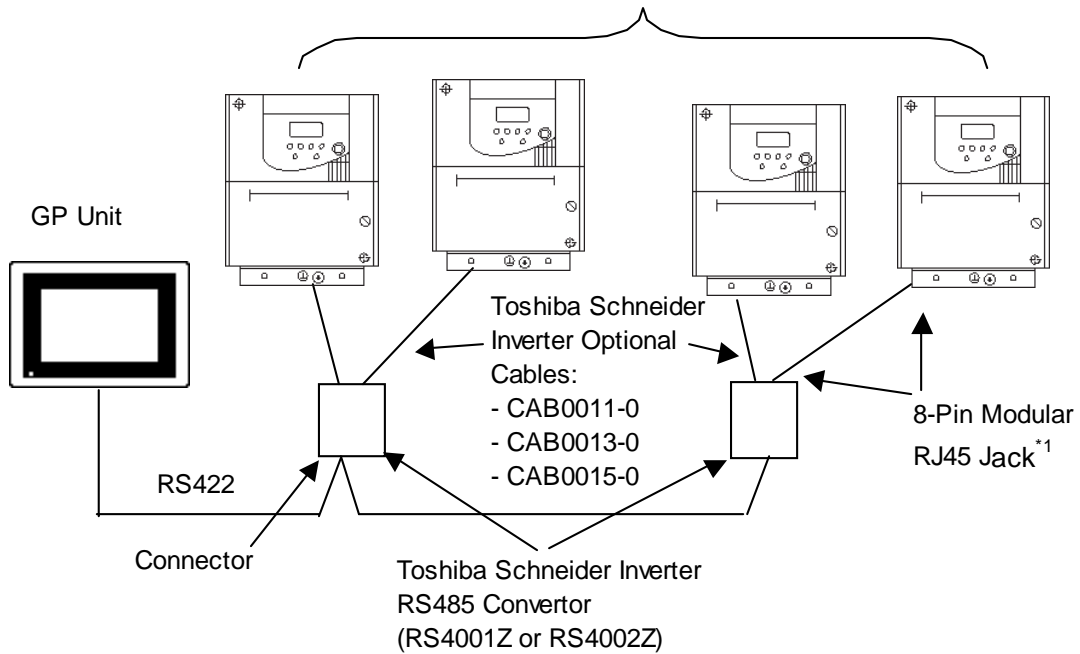 GP Unit
Toshiba Schneider
Inverter Optional
Cables:
- CAB0011-0
- CAB0013-0
- CAB0015-0
8-Pin Modular
RJ45 Jack*1
RS422
Connector
Toshiba Schneider Inverter
RS485 Convertor
(RS4001Z or RS4002Z)